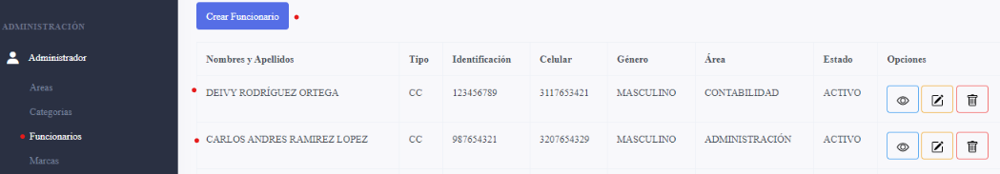 ADMINISTRACIÓN
Administrador
Areas
Categorias
Funcionarios
Marcas
Crear Funcionario
Nombres y Apellidos Tipo Identificación Celular Género Área Estado Opciones
DEIVY RODRÍGUEZ ORTEGA CC 123456789 3117653421 MASCULINO CONTABILIDAD ACTIVO
CARLOS ANDRES RAMIREZ LOPEZ CC 987654321 3207654329 MASCULINO ADMINISTRACIÓN ACTIVO